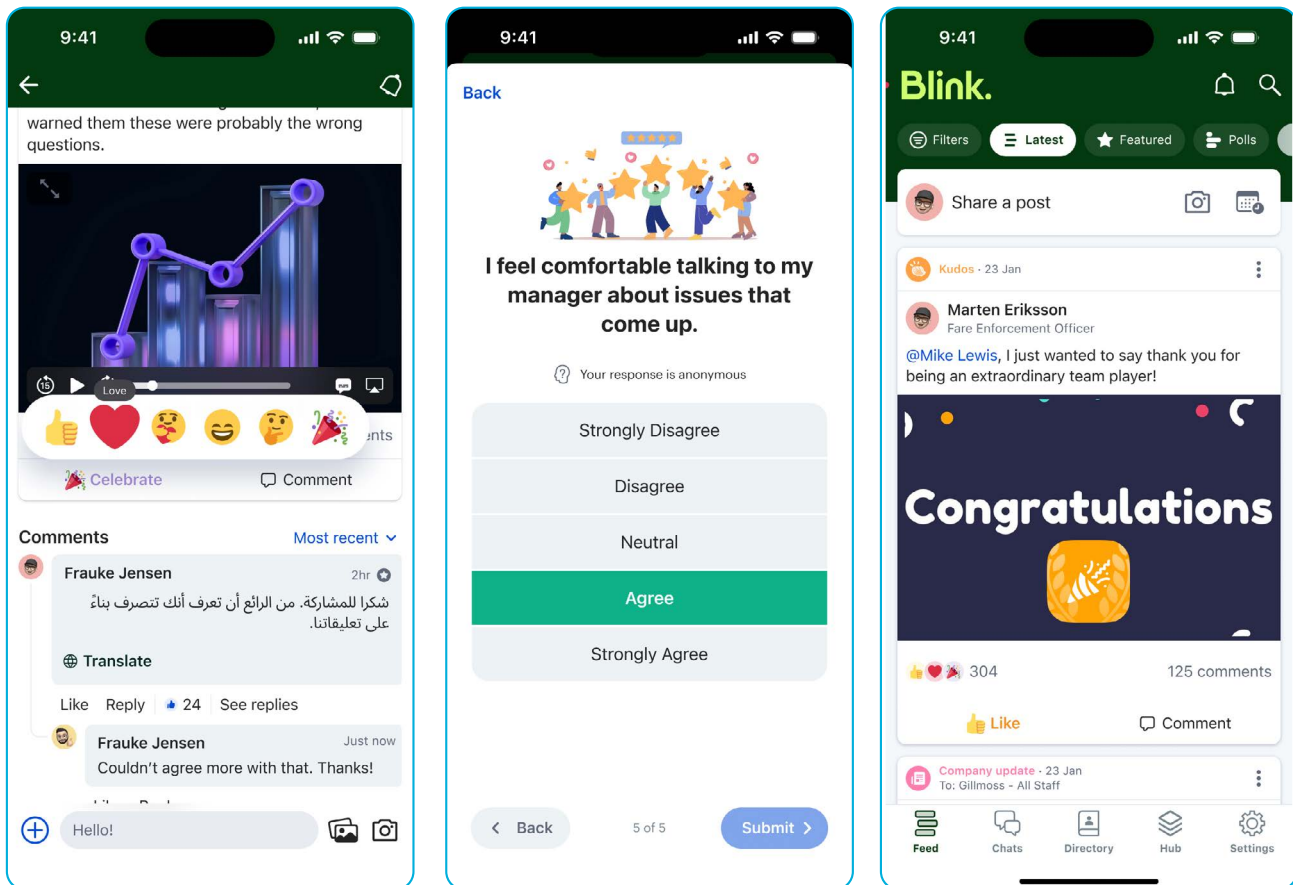 9:41
warned them these were probably the wrong
questions.
15
Love
ents
Celebrate
Comment
Comments
Most recent
Frauke Jensen
2hr
شكرا للمشاركة. من الرائع أن تعرف أنك تتصرف بناءً
على تعليقاتنا.
Translate
Like Reply 24 See replies
Frauke Jensen
Just now
Couldn't agree more with that. Thanks!
Hello!
9:41
Back
I feel comfortable talking to my
manager about issues that
come up.
Your response is anonymous
Strongly Disagree
Disagree
Neutral
Agree
Strongly Agree
Back
5 of 5
Submit
9:41
Blink.
Filters
Latest
Featured
Polls
Share a post
Kudos · 23 Jan
Marten Eriksson
Fare Enforcement Officer
@Mike Lewis, I just wanted to say thank you for
being an extraordinary team player!
Congratulations
304
125 comments
Like
Comment
Company update · 23 Jan
To: Gillmoss - All Staff
Feed
Chats
Directory
Hub
Settings